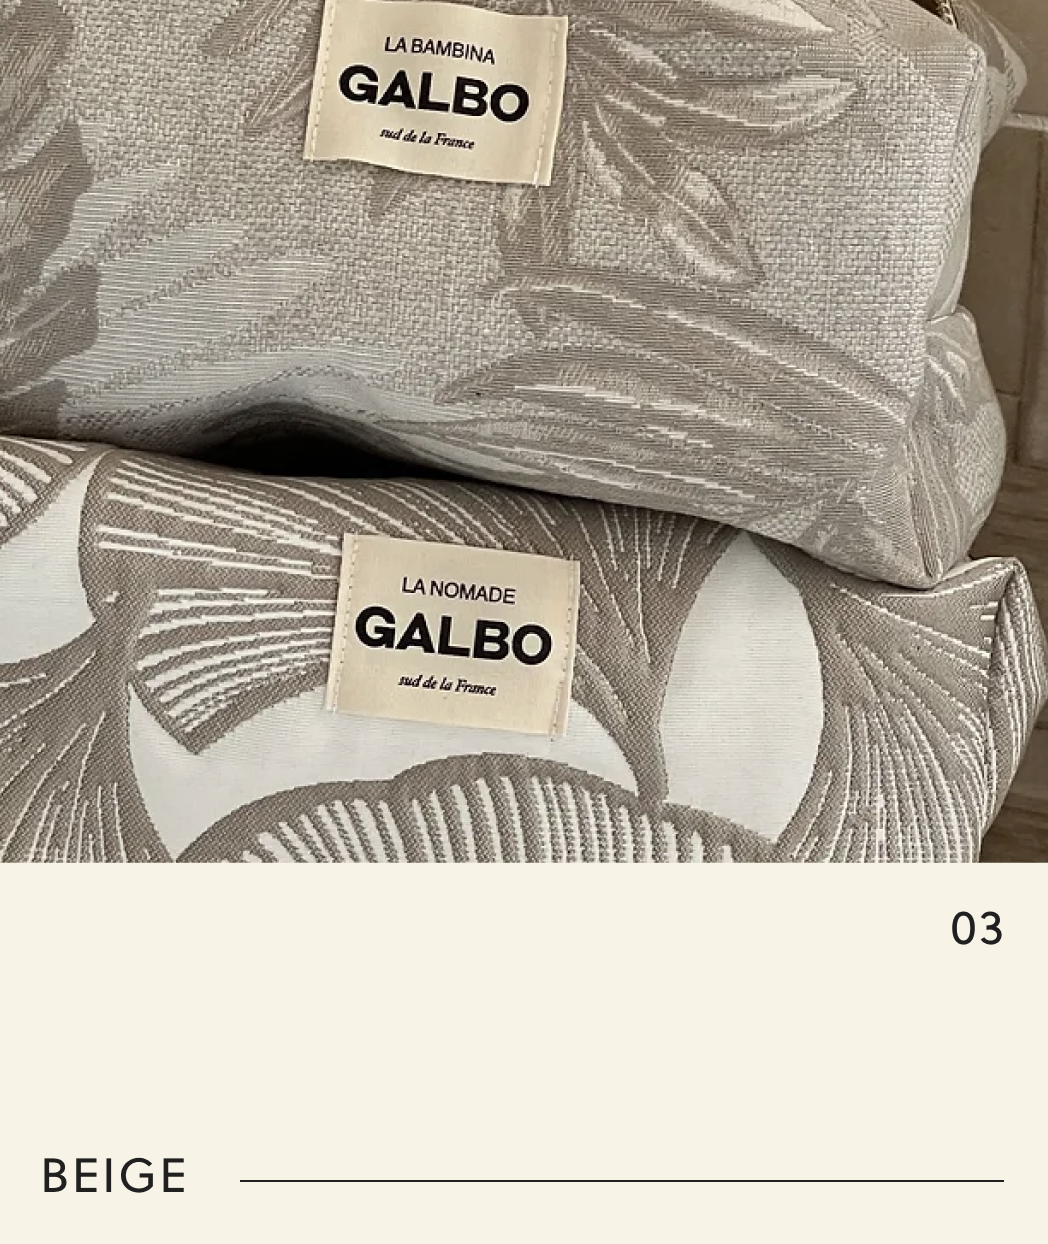 LA BAMBINA
GALBO
sud de la France
LA NOMADE
GALBO
sud de la France
03
BEIGE